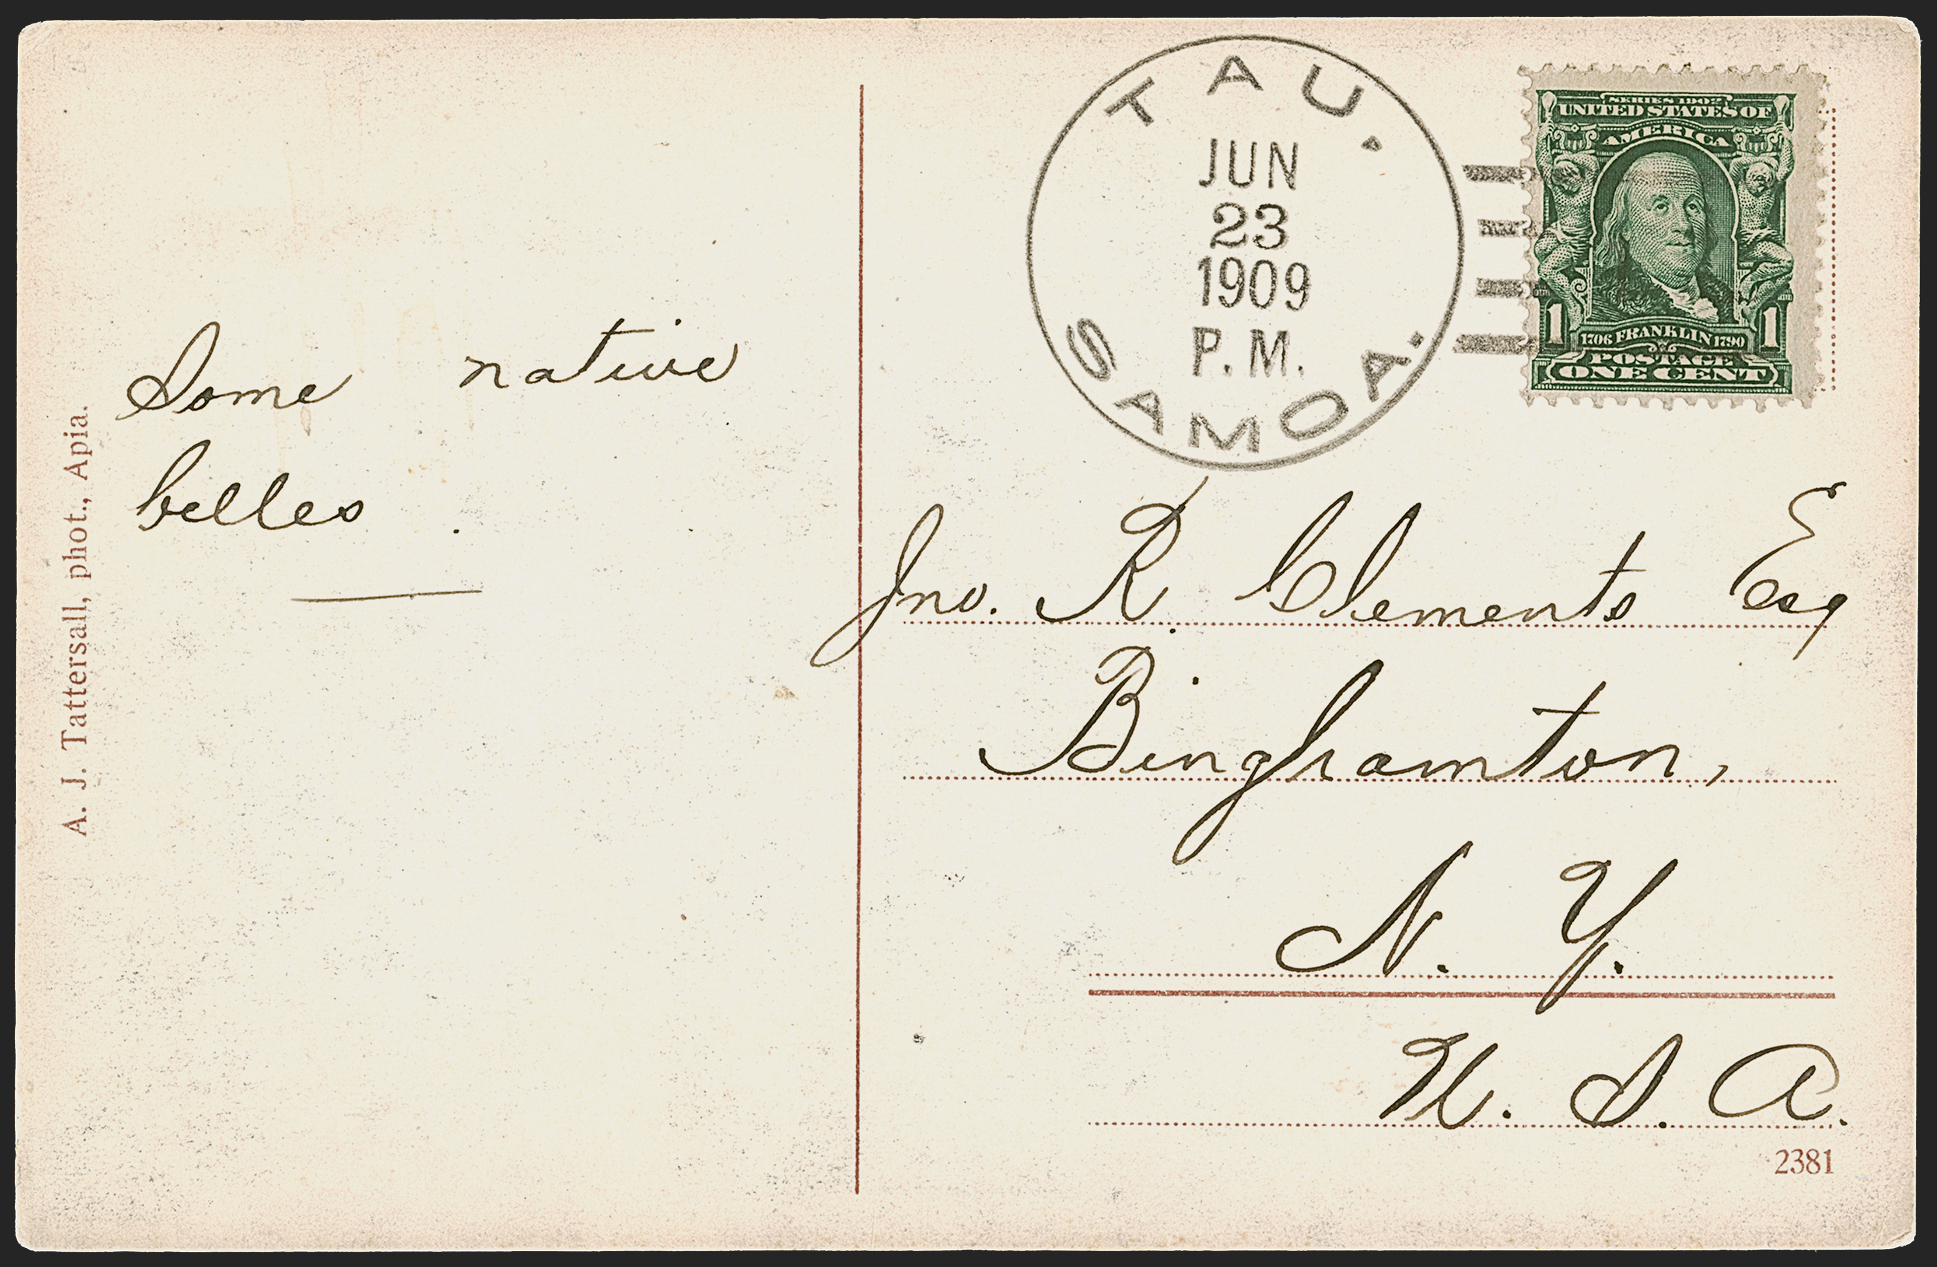 A. J. Tattersall, phot., Apia.
Some native
belles.
TAU.
JUN
23
1909
P.M.
SAMOA.
SERIES 1902
UNITED STATES OF
AMERICA
1 1706 FRANKLIN 1790 1
POSTAGE
ONE CENT
Jno. R. Clements Esq
Binghamton,
N. Y.
U. S. A.
2381